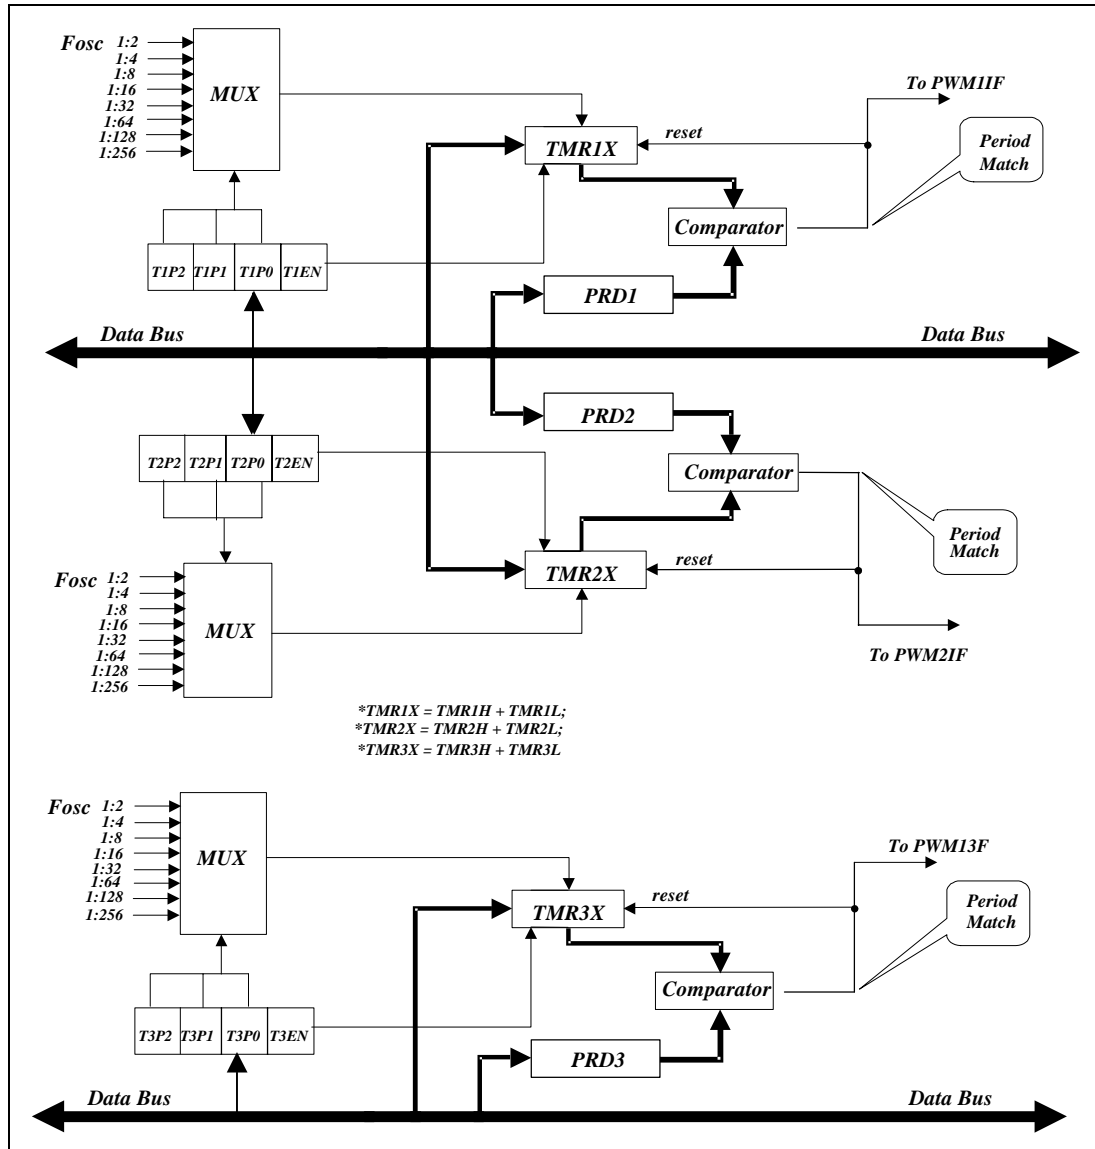 Fosc 1:2
1:4
1:8
1:16
1:32
1:64
1:128
1:256
MUX
To PWM1IF
TMR1X
reset
Period
Match
Comparator
T1P2 T1P1 T1P0 T1EN
PRD1
Data Bus
Data Bus
PRD2
T2P2 T2P1 T2P0 T2EN
Comparator
Period
Match
TMR2X
reset
Fosc 1:2
1:4
1:8
1:16
1:32
1:64
1:128
1:256
MUX
To PWM2IF
*TMR1X = TMR1H + TMR1L;
*TMR2X = TMR2H + TMR2L;
*TMR3X = TMR3H + TMR3L
Fosc 1:2
1:4
1:8
1:16
1:32
1:64
1:128
1:256
MUX
To PWM13F
TMR3X
reset
Period
Match
Comparator
T3P2 T3P1 T3P0 T3EN
PRD3
Data Bus
Data Bus